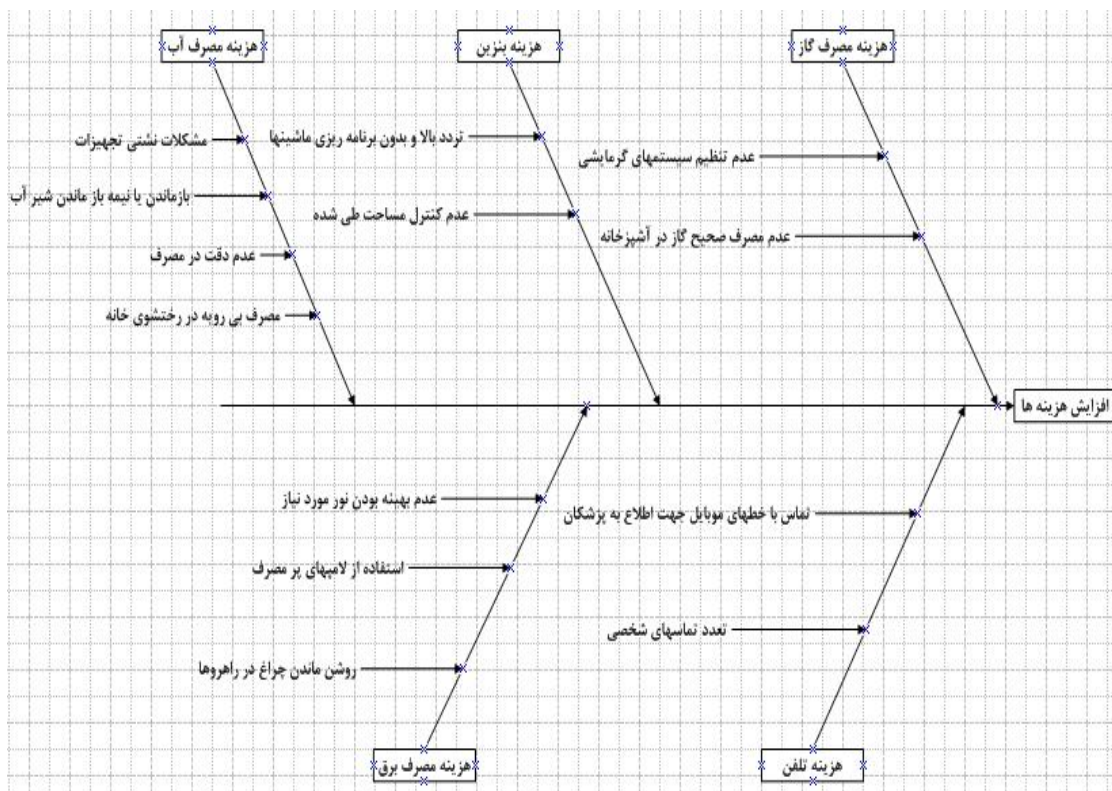 هزینه مصرف گاز
هزینه بنزین
هزینه مصرف آب
عدم تنظیم سیستمهای گرمایشی
عدم مصرف صحیح گاز در آشپزخانه
تردد بالا و بدون برنامه ریزی ماشینها
عدم کنترل مساحت طی شده
مشکلات نشتی تجهیزات
بازماندن یا نیمه باز ماندن شیر آب
عدم دقت در مصرف
مصرف بی رویه در رختشوی خانه
افزایش هزینه ها
تماس با خطهای موبایل جهت اطلاع به پزشکان
تعدد تماسهای شخصی
عدم بهینه بودن نور مورد نیاز
استفاده از لامپهای پر مصرف
روشن ماندن چراغ در راهروها
هزینه تلفن
هزینه مصرف برق